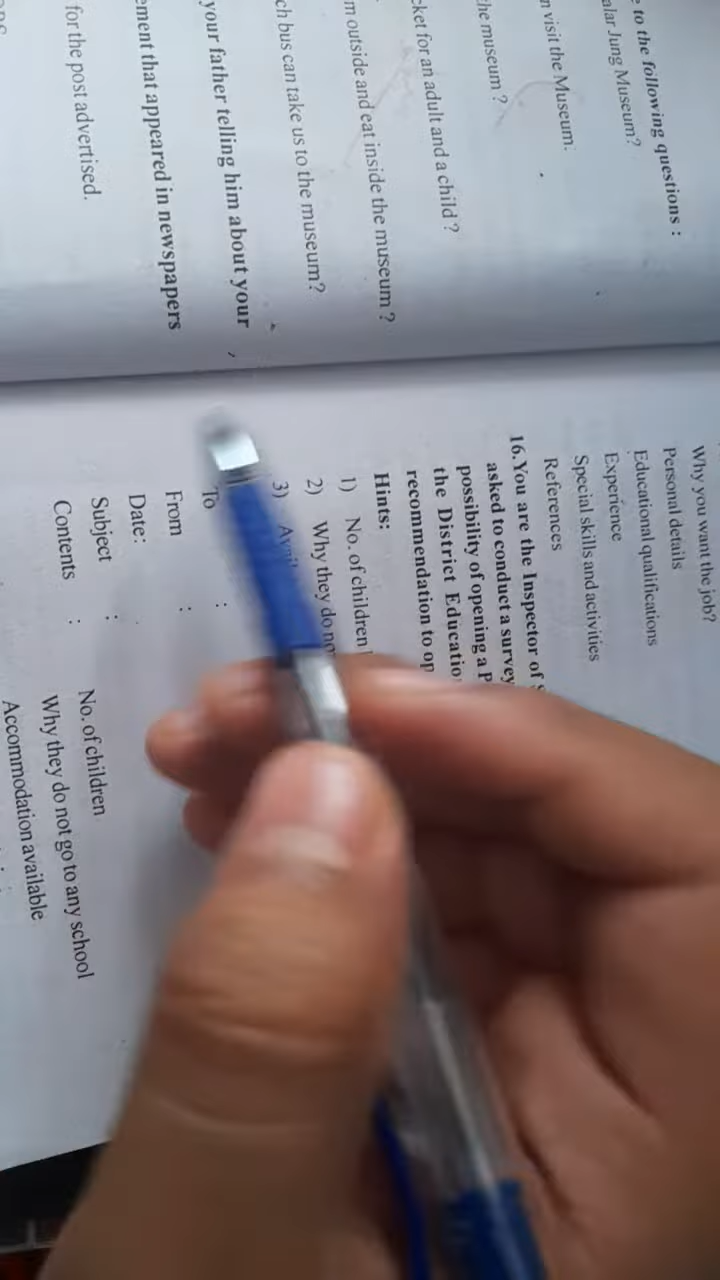 e to the following questions :
alar Jung Museum?
n visit the Museum.
he museum ?
cket for an adult and a child ?
m outside and eat inside the museum ?
ch bus can take us to the museum?
your father telling him about your
ement that appeared in newspapers
for the post advertised.
Why you want the job?
Personal details
Educational qualifications
Experience
Special skills and activities
References
16.You are the Inspector of
asked to conduct a survey
possibility of opening a P
the District Educatio
recommendation to op
Hints:
1) No. of children
2) Why they do no
3)
To :
From :
Date:
Subject :
Contents : No. of children
Why they do not go to any school
Accommodation available